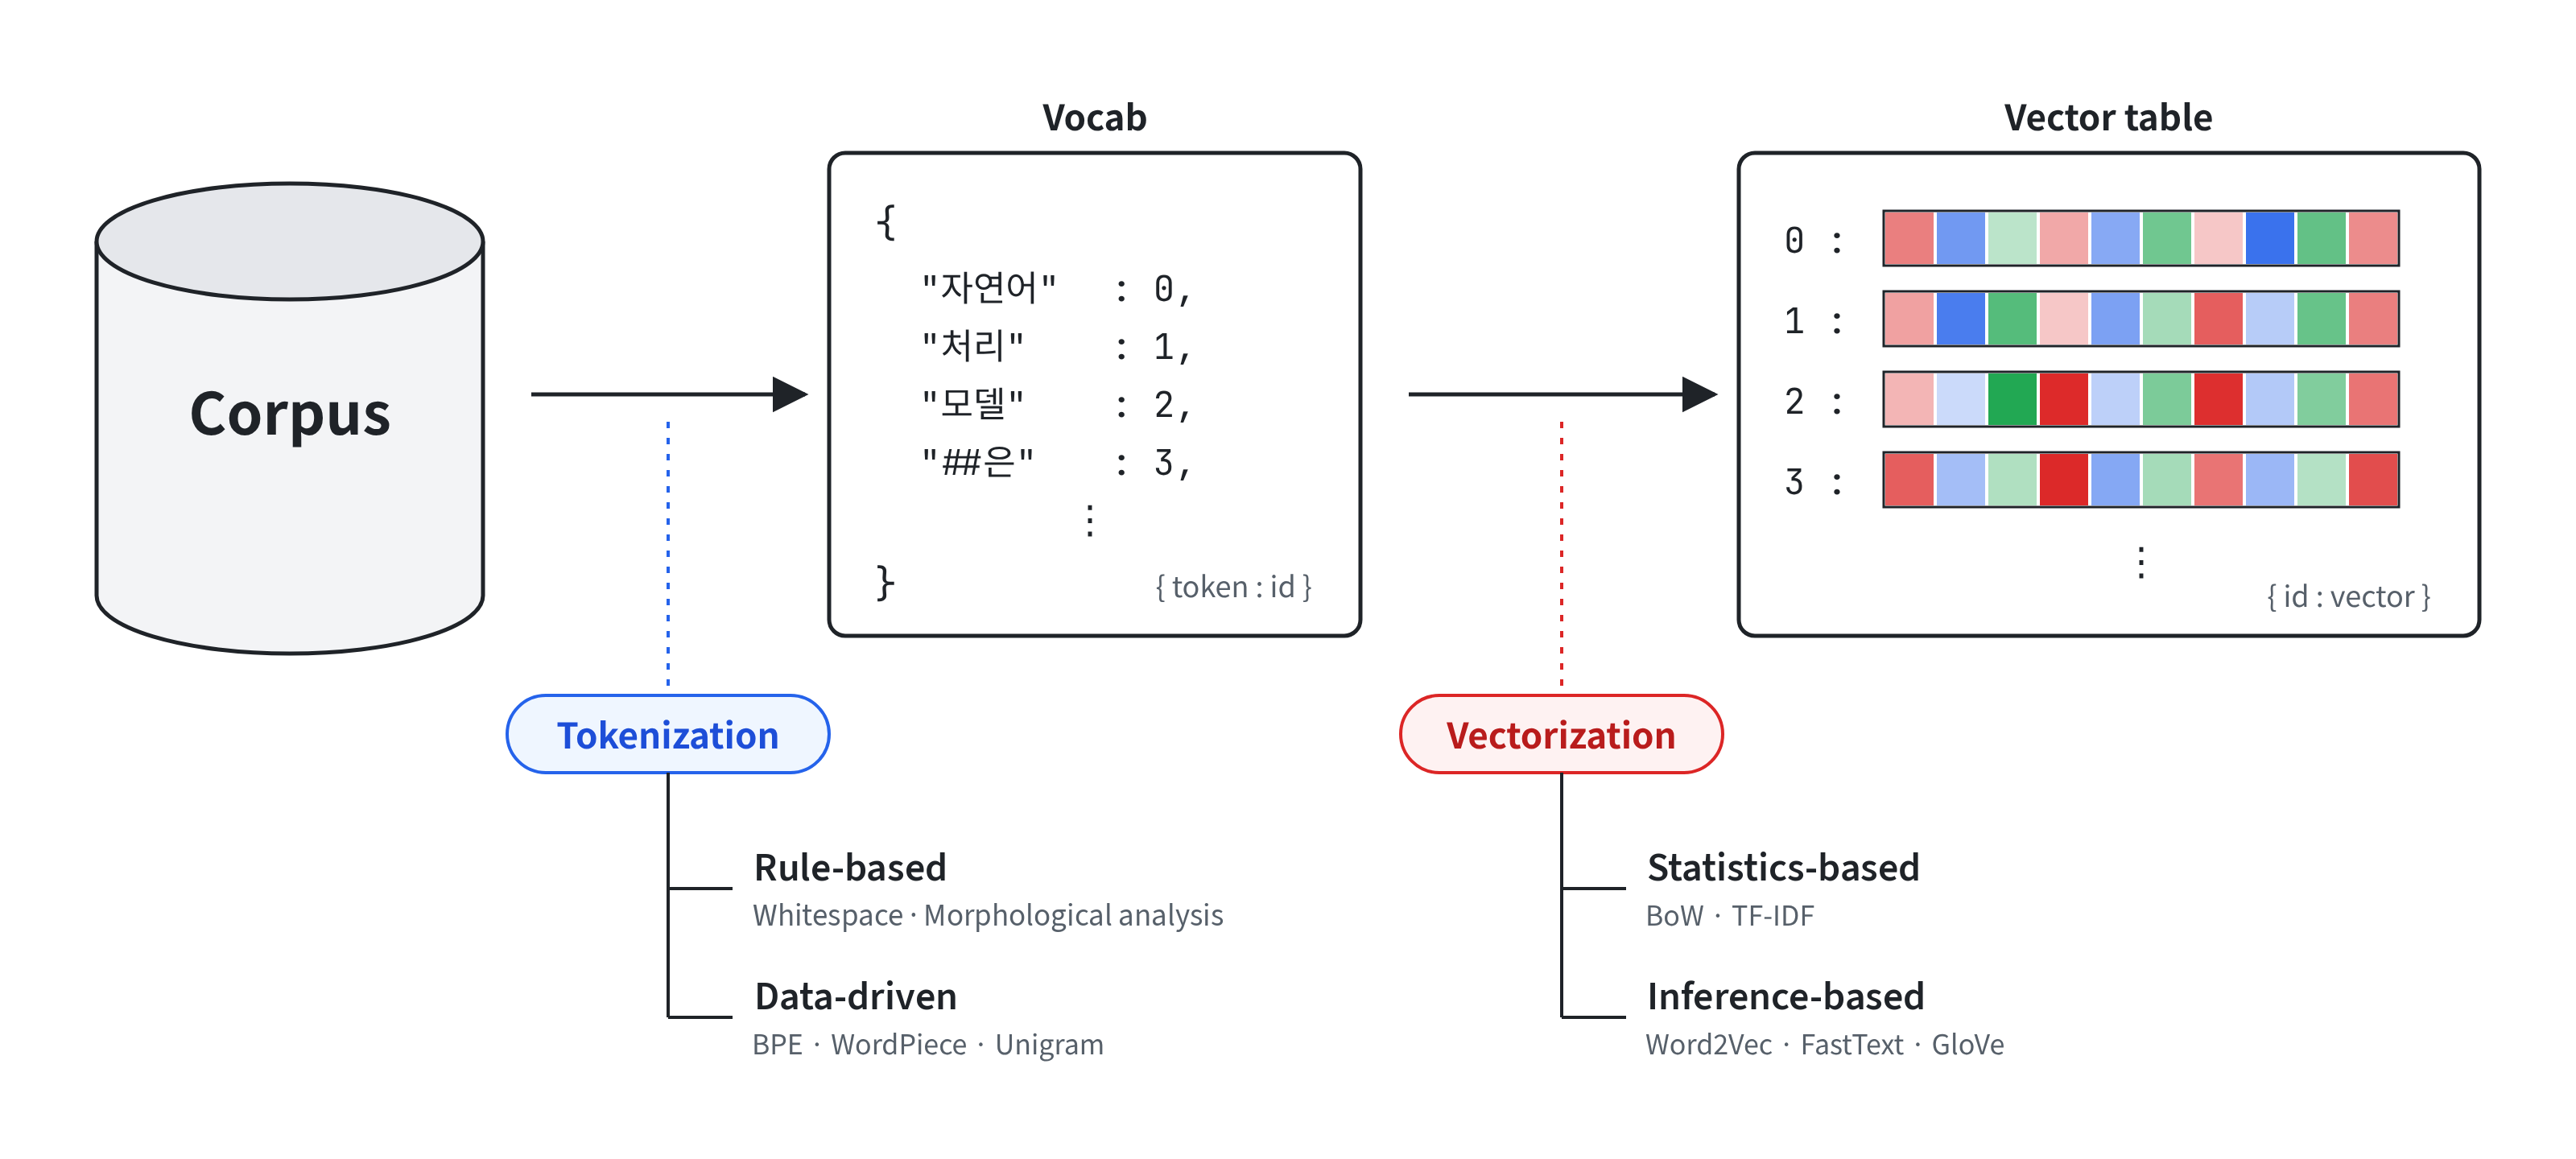 Corpus
Vocab
{
"자연어" : 0,
"처리" : 1,
"모델" : 2,
"##은" : 3,
⋮
}
{ token : id }
Vector table
0 :
1 :
2 :
3 :
⋮
{ id : vector }
Tokenization
Rule-based
Whitespace · Morphological analysis
Data-driven
BPE · WordPiece · Unigram
Vectorization
Statistics-based
BoW · TF-IDF
Inference-based
Word2Vec · FastText · GloVe